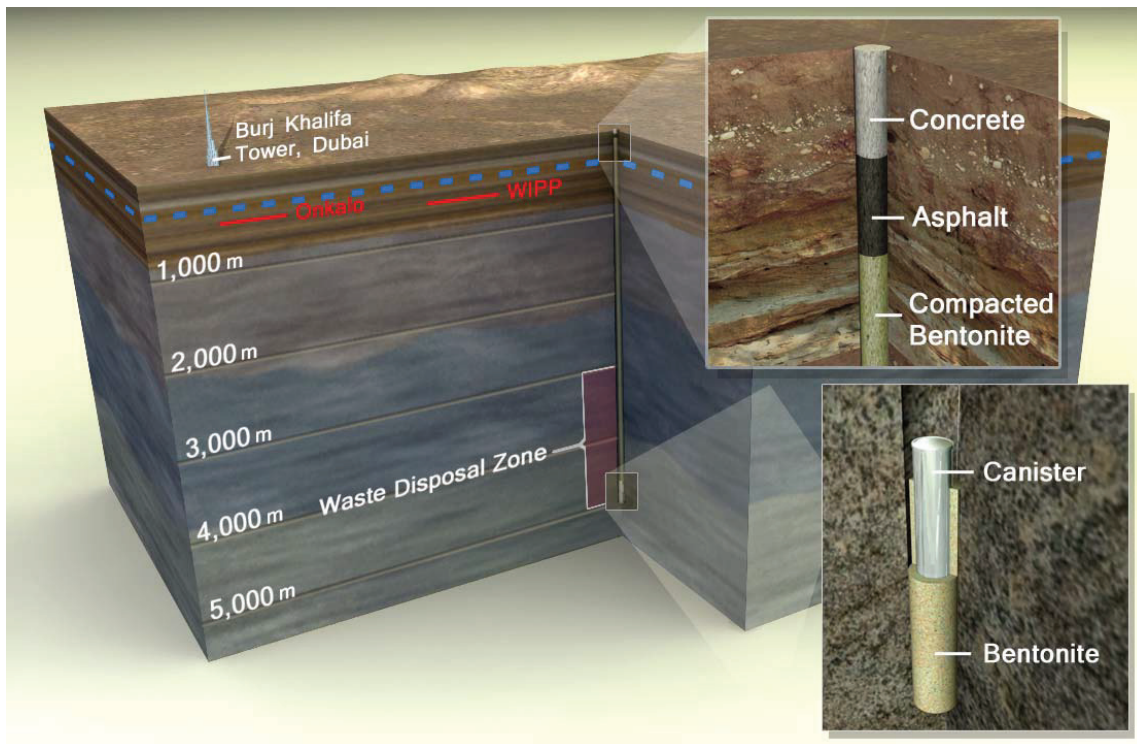 Burj Khalifa
Tower, Dubai
Onkalo
WIPP
1,000 m
2,000 m
3,000 m
Waste Disposal Zone
4,000 m
5,000 m
Concrete
Asphalt
Compacted
Bentonite
Canister
Bentonite